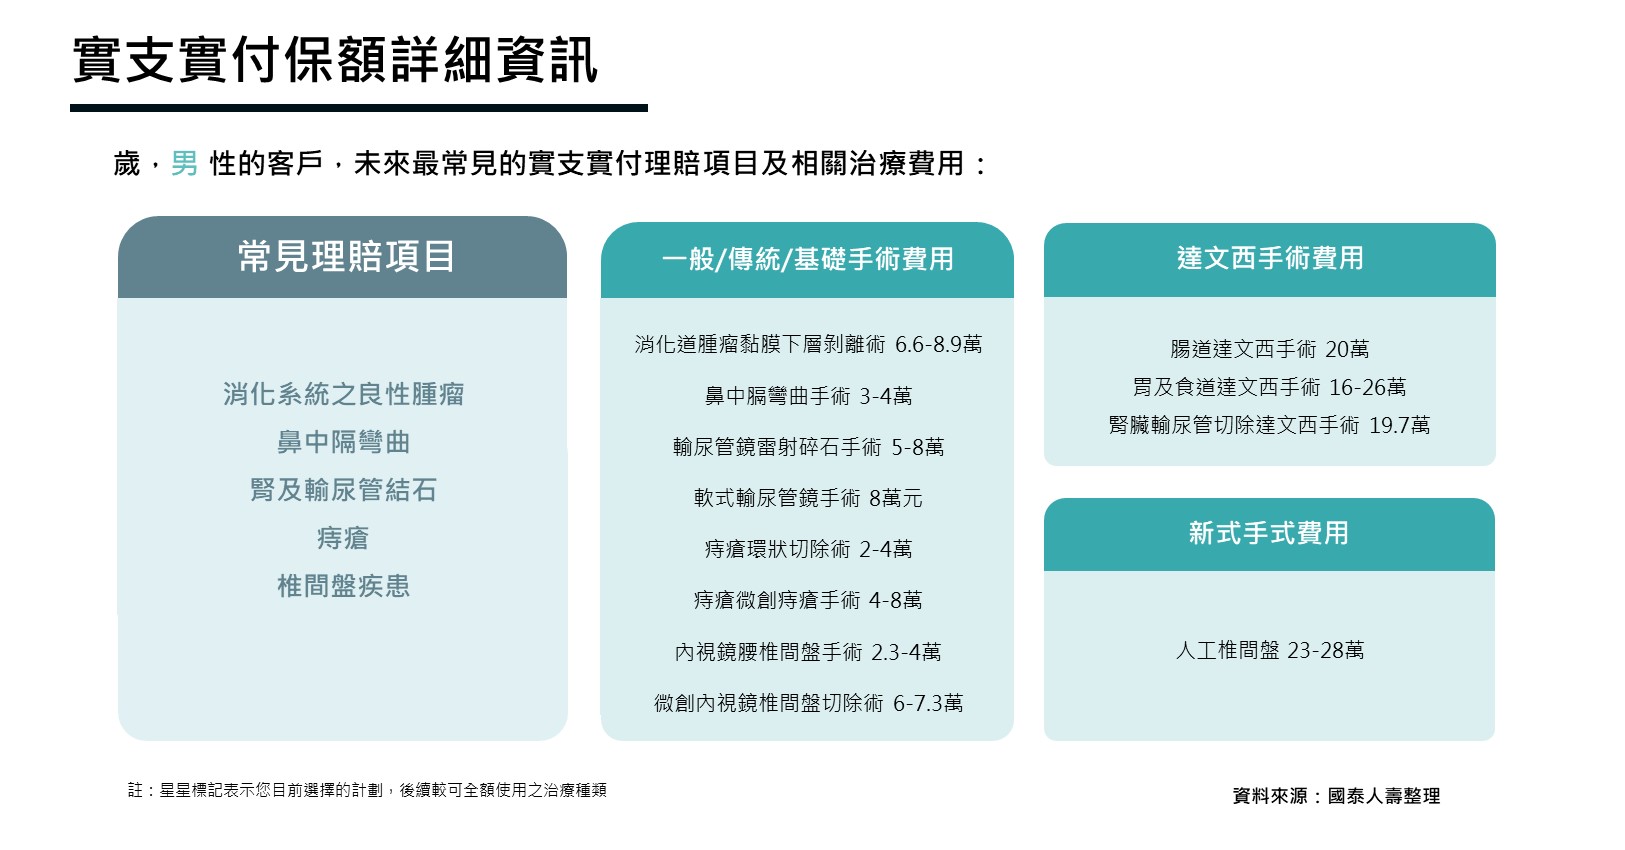 實支實付保額詳細資訊
歲，男 性的客戶，未來最常見的實支實付理賠項目及相關治療費用：
常見理賠項目
消化系統之良性腫瘤
鼻中隔彎曲
腎及輸尿管結石
痔瘡
椎間盤疾患
一般/傳統/基礎手術費用
消化道腫瘤黏膜下層剝離術 6.6-8.9萬
鼻中膈彎曲手術 3-4萬
輸尿管鏡雷射碎石手術 5-8萬
軟式輸尿管鏡手術 8萬元
痔瘡環狀切除術 2-4萬
痔瘡微創痔瘡手術 4-8萬
內視鏡腰椎間盤手術 2.3-4萬
微創內視鏡椎間盤切除術 6-7.3萬
達文西手術費用
腸道達文西手術 20萬
胃及食道達文西手術 16-26萬
腎臟輸尿管切除達文西手術 19.7萬
新式手式費用
人工椎間盤 23-28萬
註：星星標記表示您目前選擇的計劃，後續較可全額使用之治療種類
資料來源：國泰人壽整理